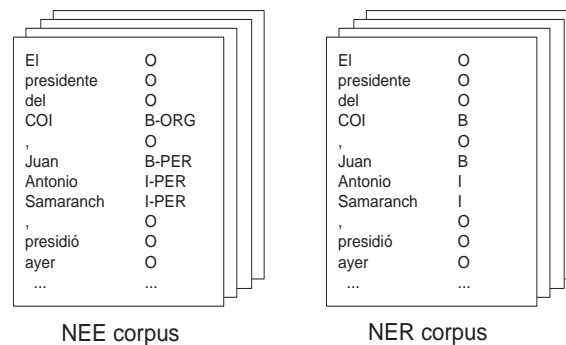 El O
presidente O
del O
COI B-ORG
, O
Juan B-PER
Antonio I-PER
Samaranch I-PER
, O
presidió O
ayer O
... ...
NEE corpus
El O
presidente O
del O
COI B
, O
Juan B
Antonio I
Samaranch I
, O
presidió O
ayer O
... ...
NER corpus